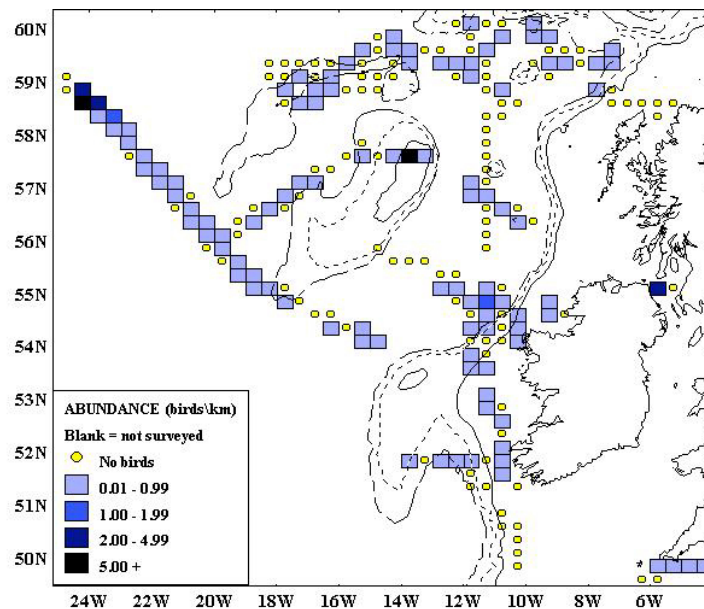 60N
59N
58N
57N
56N
55N
54N
53N
52N
51N
50N
ABUNDANCE (birds\km)
Blank = not surveyed
No birds
0.01 - 0.99
1.00 - 1.99
2.00 - 4.99
5.00 +
24W 22W 20W 18W 16W 14W 12W 10W 8W 6W